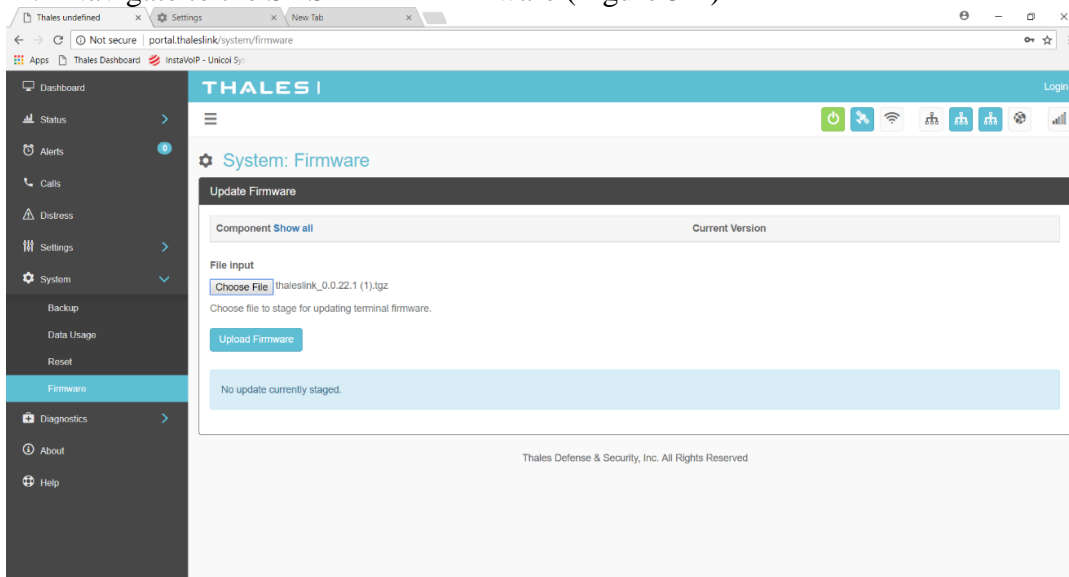 Thales undefined × Settings × New Tab ×
Not secure | portal.thaleslink/system/firmware
Apps Thales Dashboard InstaVoIP - Unicoi Sy
Dashboard
Status
Alerts 0
Calls
Distress
Settings
System
Backup
Data Usage
Reset
Firmware
Diagnostics
About
Help
THALES
Login
System: Firmware
Update Firmware
Component Show all Current Version
File input
Choose File thaleslink_0.0.22.1 (1).tgz
Choose file to stage for updating terminal firmware.
Upload Firmware
No update currently staged.
Thales Defense & Security, Inc. All Rights Reserved